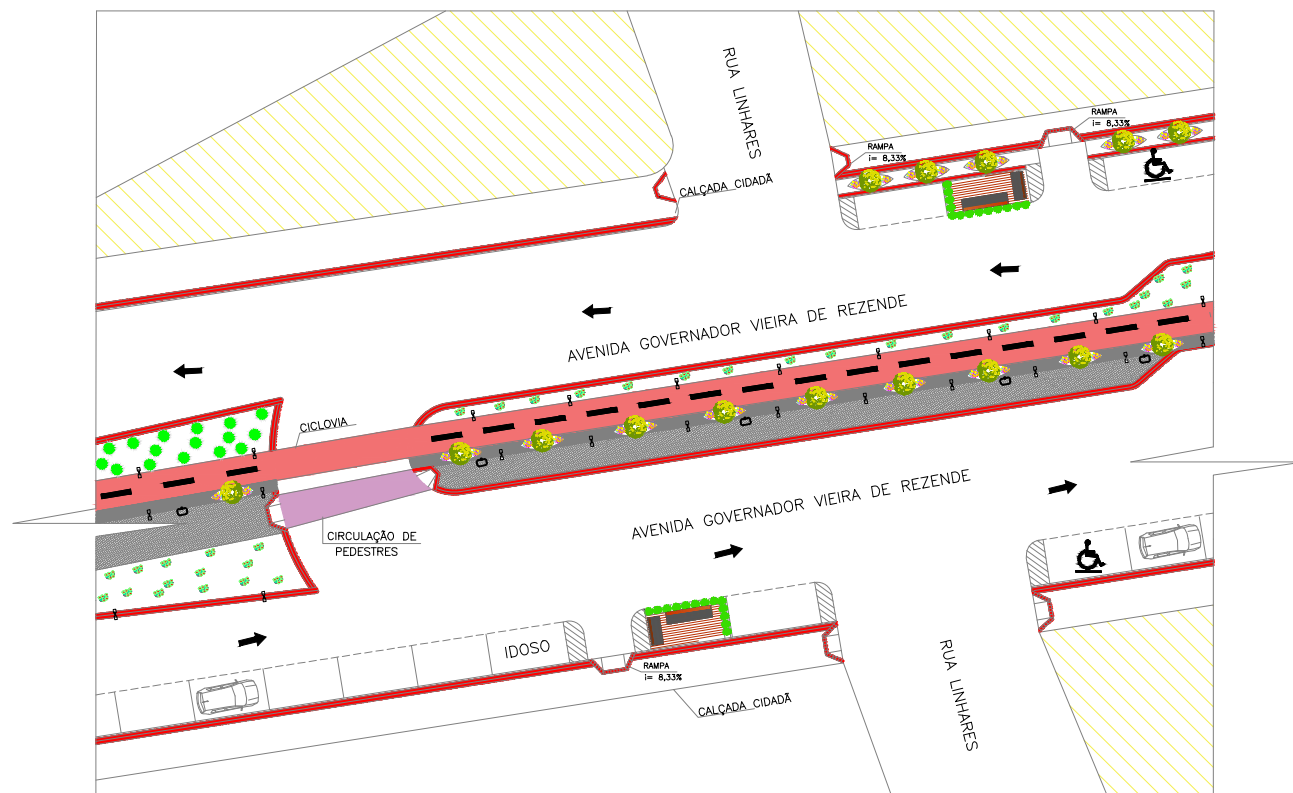 RUA LINHARES
RAMPA
i= 8,33%
RAMPA
i= 8,33%
CALÇADA CIDADÃ
AVENIDA GOVERNADOR VIEIRA DE REZENDE
CICLOVIA
AVENIDA GOVERNADOR VIEIRA DE REZENDE
CIRCULAÇÃO DE
PEDESTRES
IDOSO
RAMPA
i= 8,33%
CALÇADA CIDADÃ
RUA LINHARES